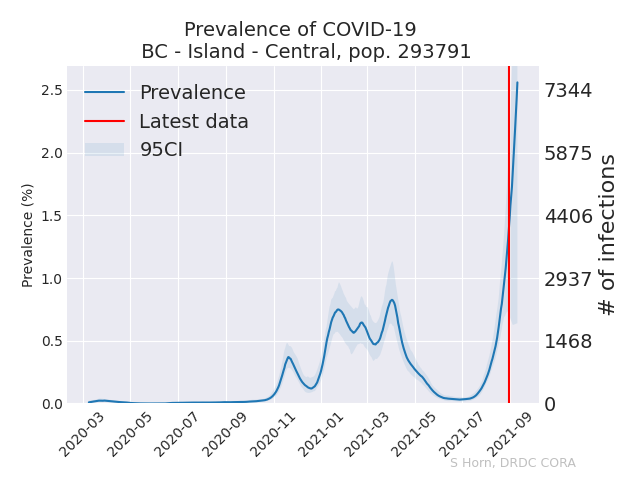 Prevalence of COVID-19
BC - Island - Central, pop. 293791
Prevalence
Latest data
95CI
Prevalence (%)
2.5
2.0
1.5
1.0
0.5
0.0
7344
5875
4406
2937
1468
0
# of infections
2020-03
2020-05
2020-07
2020-09
2020-11
2021-01
2021-03
2021-05
2021-07
2021-09
S Horn, DRDC CORA